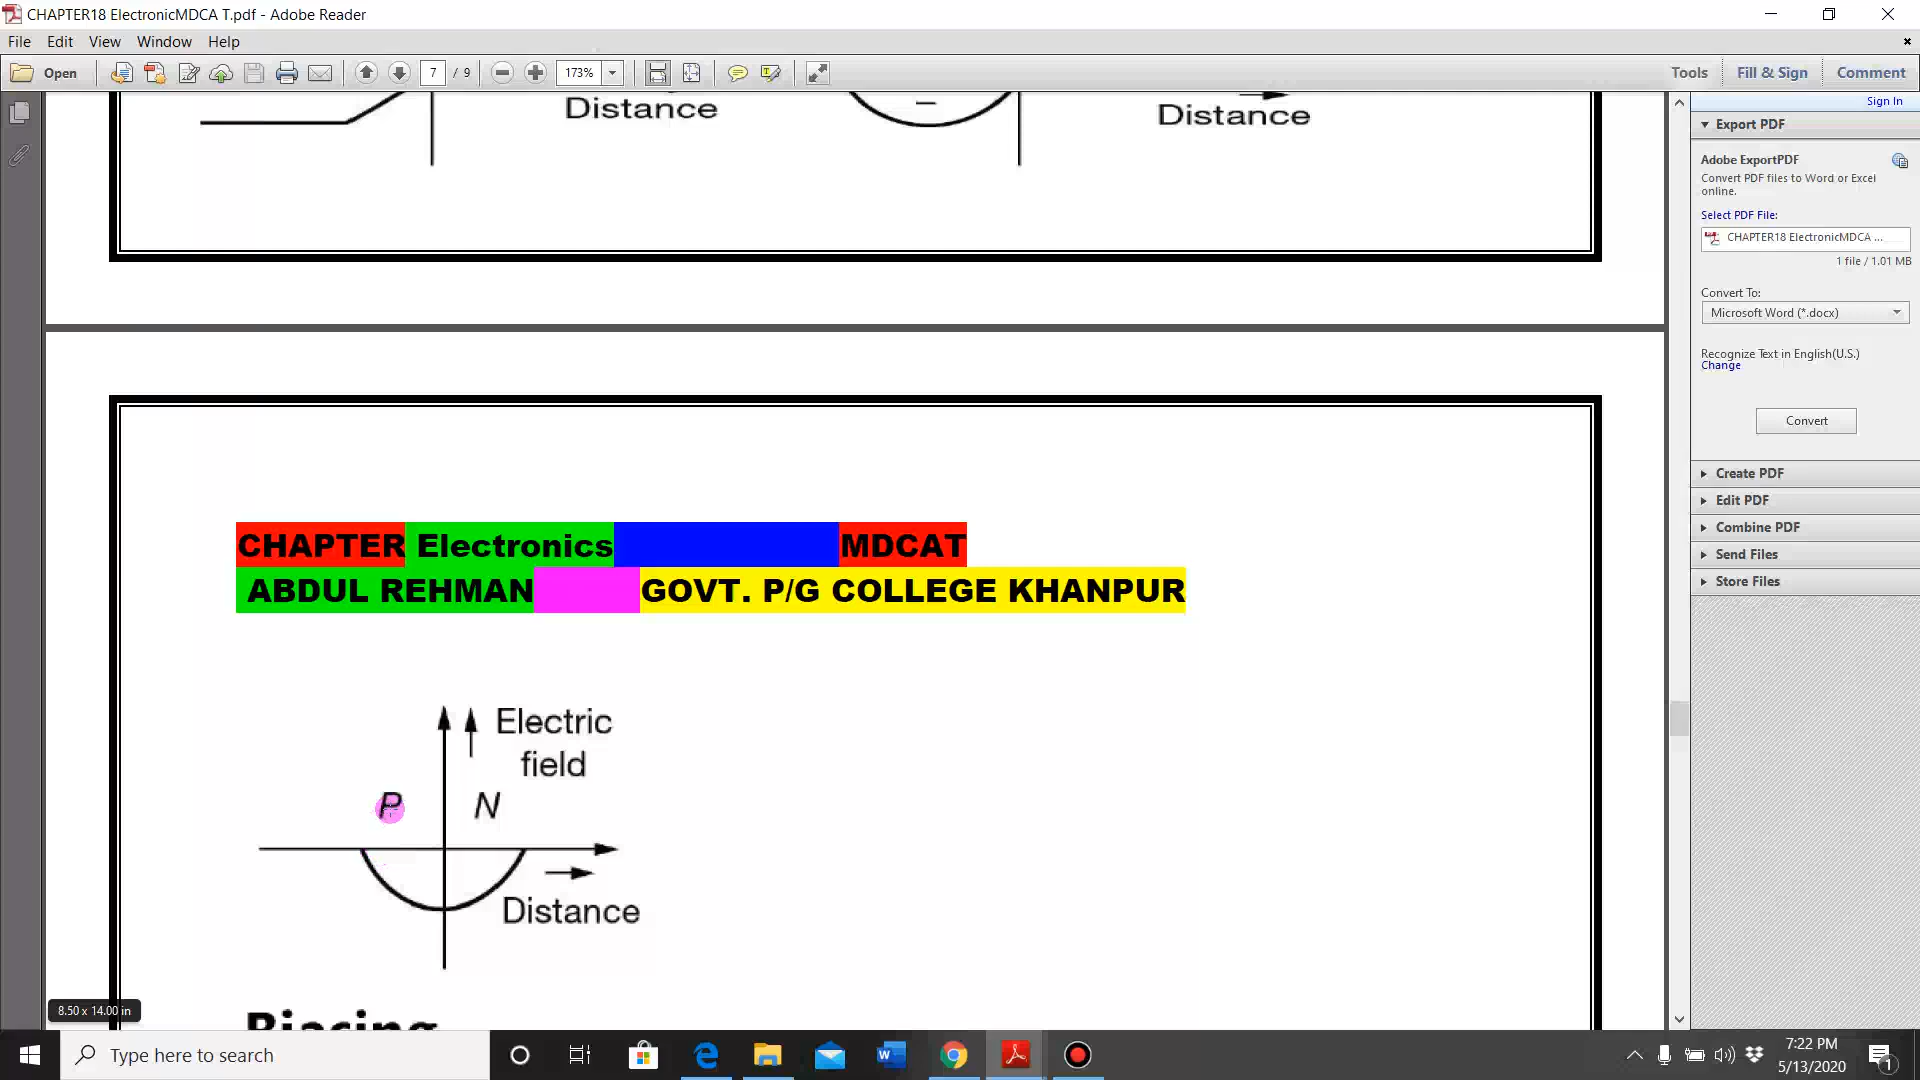 CHAPTER18 ElectronicMDCA T.pdf - Adobe Reader
File Edit View Window Help
Open 7 / 9 173% Tools Fill & Sign Comment
Sign In
Export PDF
Adobe ExportPDF
Convert PDF files to Word or Excel
online.
Select PDF File:
CHAPTER18 ElectronicMDCA ...
1 file / 1.01 MB
Convert To:
Microsoft Word (*.docx)
Recognize Text in English(U.S.)
Change
Convert
Create PDF
Edit PDF
Combine PDF
Send Files
Store Files
Distance
−
Distance
CHAPTER Electronics MDCAT
ABDUL REHMAN GOVT. P/G COLLEGE KHANPUR
Electric
field
P N
Distance
Biasing
8.50 x 14.00 in
Type here to search
7:22 PM
5/13/2020
1